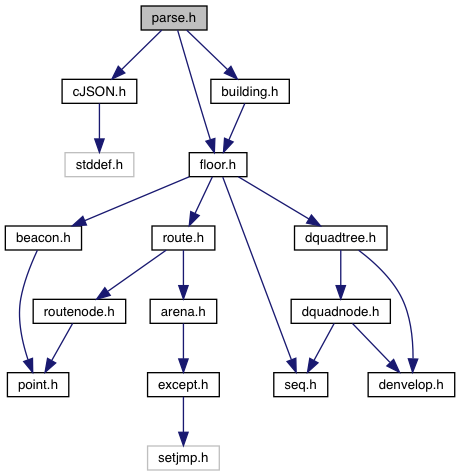 parse.h
cJSON.h
building.h
stddef.h
floor.h
beacon.h
route.h
dquadtree.h
routenode.h
arena.h
dquadnode.h
point.h
except.h
seq.h
denvelop.h
setjmp.h